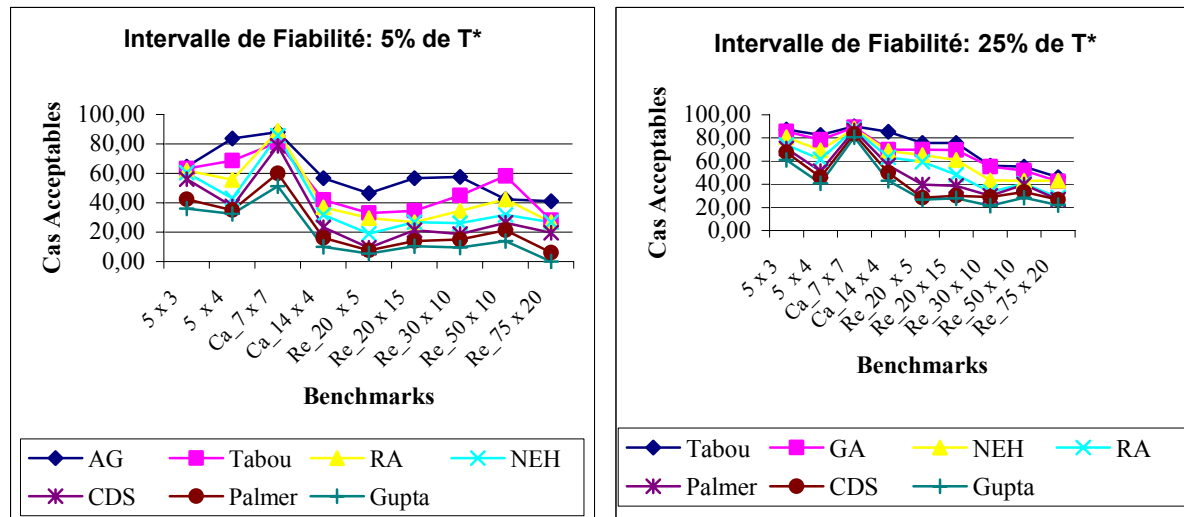 Intervalle de Fiabilité: 5% de T*
Cas Acceptables
100,00
80,00
60,00
40,00
20,00
0,00
5 x 3
5 x 4
Ca_7 x 7
Ca_14 x 4
Re_20 x 5
Re_20 x 15
Re_30 x 10
Re_50 x 10
Re_75 x 20
Benchmarks
AG
Tabou
RA
NEH
CDS
Palmer
Gupta
Intervalle de Fiabilité: 25% de T*
Cas Acceptables
100,00
80,00
60,00
40,00
20,00
0,00
5 x 3
5 x 4
Ca_7 x 7
Ca_14 x 4
Re_20 x 5
Re_20 x 15
Re_30 x 10
Re_50 x 10
Re_75 x 20
Benchmarks
Tabou
GA
NEH
RA
Palmer
CDS
Gupta